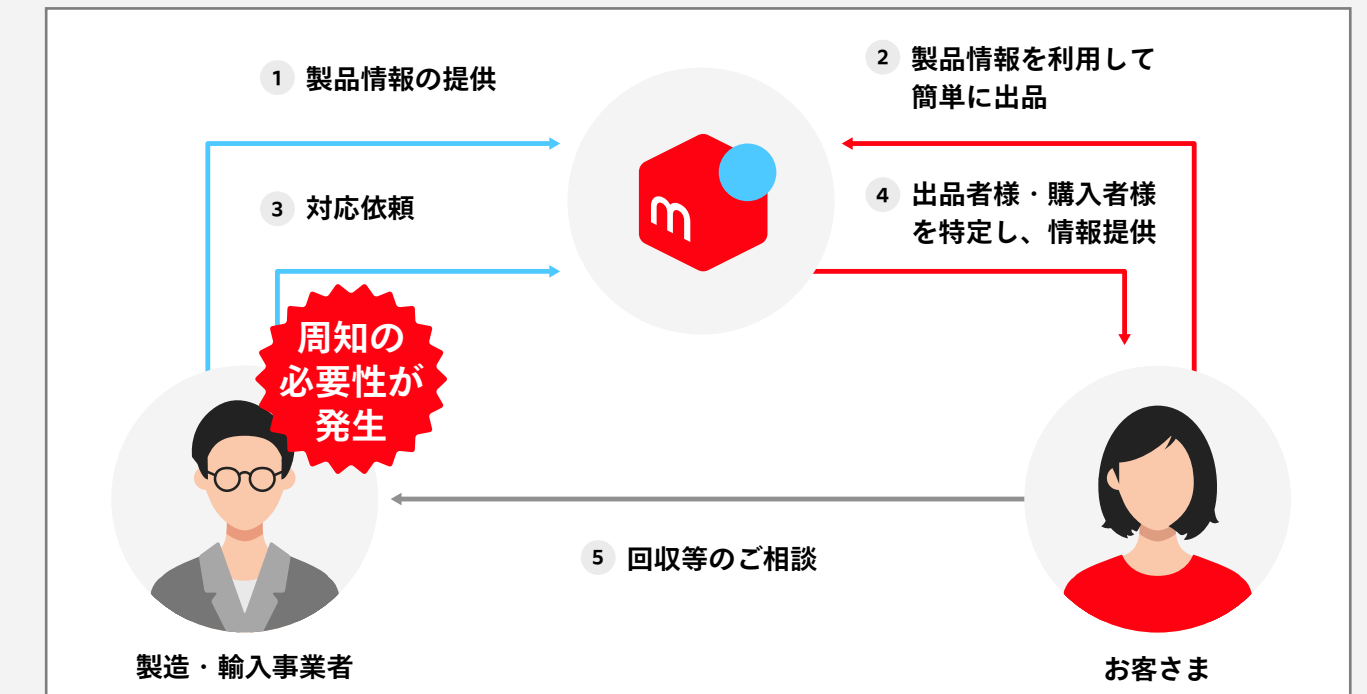 1 製品情報の提供
2 製品情報を利用して
簡単に出品
3 対応依頼
4 出品者様・購入者様
を特定し、情報提供
m
周知の
必要性が
発生
5 回収等のご相談
製造・輸入事業者
お客さま